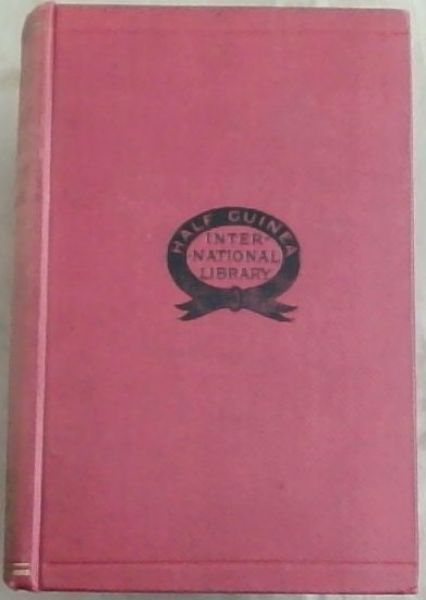 HALF GUINEA
INTER-
-NATIONAL
LIBRARY